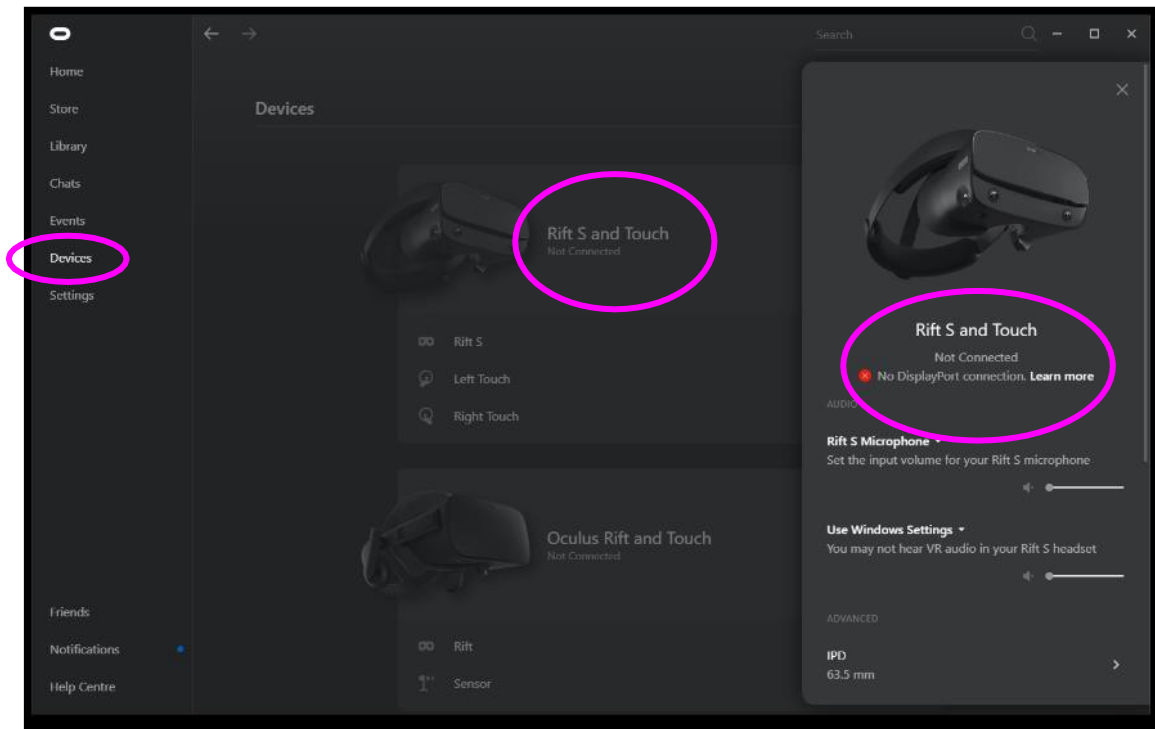 Search
Home
Store
Library
Chats
Events
Devices
Settings
Friends
Notifications
Help Centre
Devices
Rift S and Touch
Not Connected
Rift S
Left Touch
Right Touch
Oculus Rift and Touch
Not Connected
Rift
Sensor
Rift S and Touch
Not Connected
No DisplayPort connection. Learn more
AUDIO
Rift S Microphone
Set the input volume for your Rift S microphone
Use Windows Settings
You may not hear VR audio in your Rift S headset
ADVANCED
IPD
63.5 mm